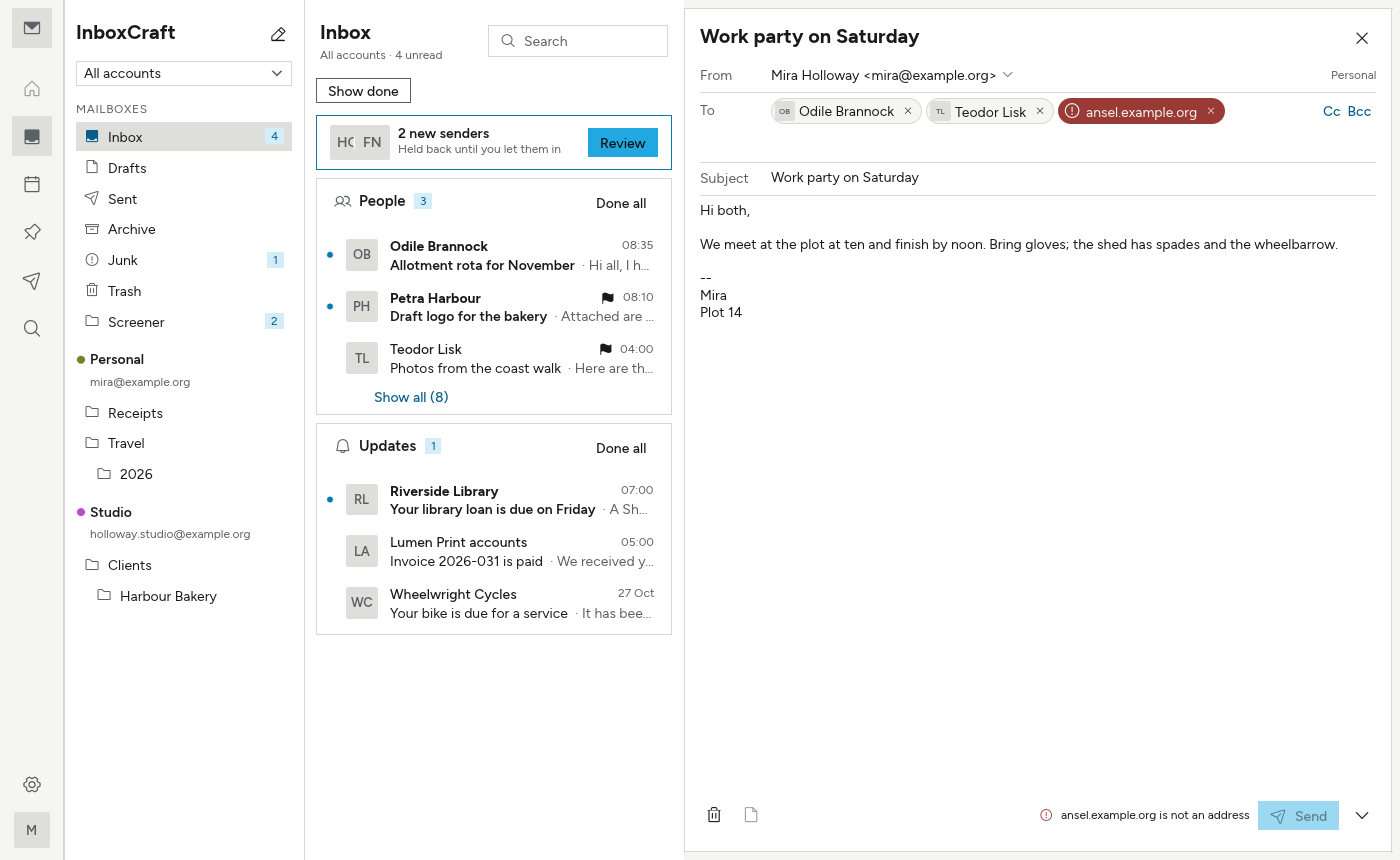 InboxCraft
All accounts
MAILBOXES
Inbox 4
Drafts
Sent
Archive
Junk 1
Trash
Screener 2
Personal
mira@example.org
Receipts
Travel
2026
Studio
holloway.studio@example.org
Clients
Harbour Bakery
M
Inbox
All accounts · 4 unread
Search
Show done
FN
2 new senders
Held back until you let them in
Review
People 3
Done all
OB
Odile Brannock 08:35
Allotment rota for November · Hi all, I h...
PH
Petra Harbour 08:10
Draft logo for the bakery · Attached are ...
TL
Teodor Lisk 04:00
Photos from the coast walk · Here are th...
Show all (8)
Updates 1
Done all
RL
Riverside Library 07:00
Your library loan is due on Friday · A Sh...
LA
Lumen Print accounts 05:00
Invoice 2026-031 is paid · We received y...
WC
Wheelwright Cycles 27 Oct
Your bike is due for a service · It has bee...
Work party on Saturday
From Mira Holloway <mira@example.org> Personal
To OB Odile Brannock TL Teodor Lisk ansel.example.org Cc Bcc
Subject Work party on Saturday
Hi both,
We meet at the plot at ten and finish by noon. Bring gloves; the shed has spades and the wheelbarrow.
--
Mira
Plot 14
ansel.example.org is not an address
Send